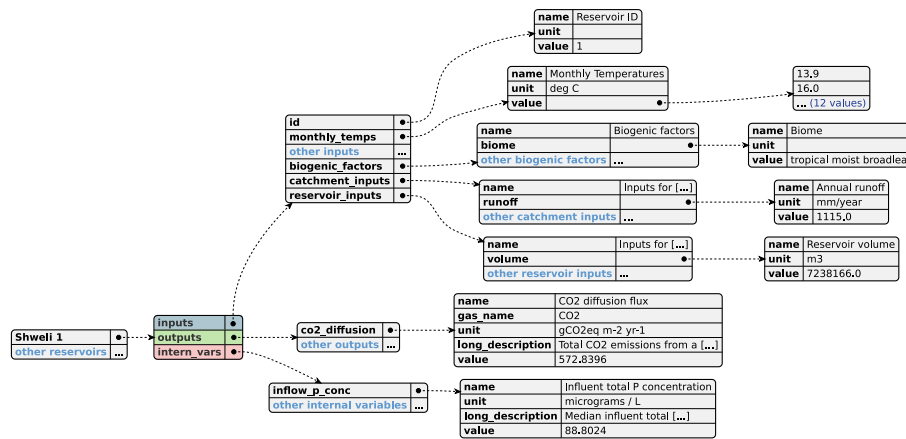 name Reservoir ID
unit
value 1
name Monthly Temperatures
unit deg C
value
13.9
16.0
... (12 values)
id
monthly_temps
other inputs ...
biogenic_factors
catchment_inputs
reservoir_inputs
name Biogenic factors
biome
other biogenic factors ...
name Biome
unit
value tropical moist broadlea
name Inputs for [...]
runoff
other catchment inputs ...
name Annual runoff
unit mm/year
value 1115.0
name Inputs for [...]
volume
other reservoir inputs ...
name Reservoir volume
unit m3
value 7238166.0
Shweli 1
other reservoirs ...
inputs
outputs
intern_vars
co2_diffusion
other outputs ...
name CO2 diffusion flux
gas_name CO2
unit gCO2eq m-2 yr-1
long_description Total CO2 emissions from a [...]
value 572.8396
inflow_p_conc
other internal variables ...
name Influent total P concentration
unit micrograms / L
long_description Median influent total [...]
value 88.8024